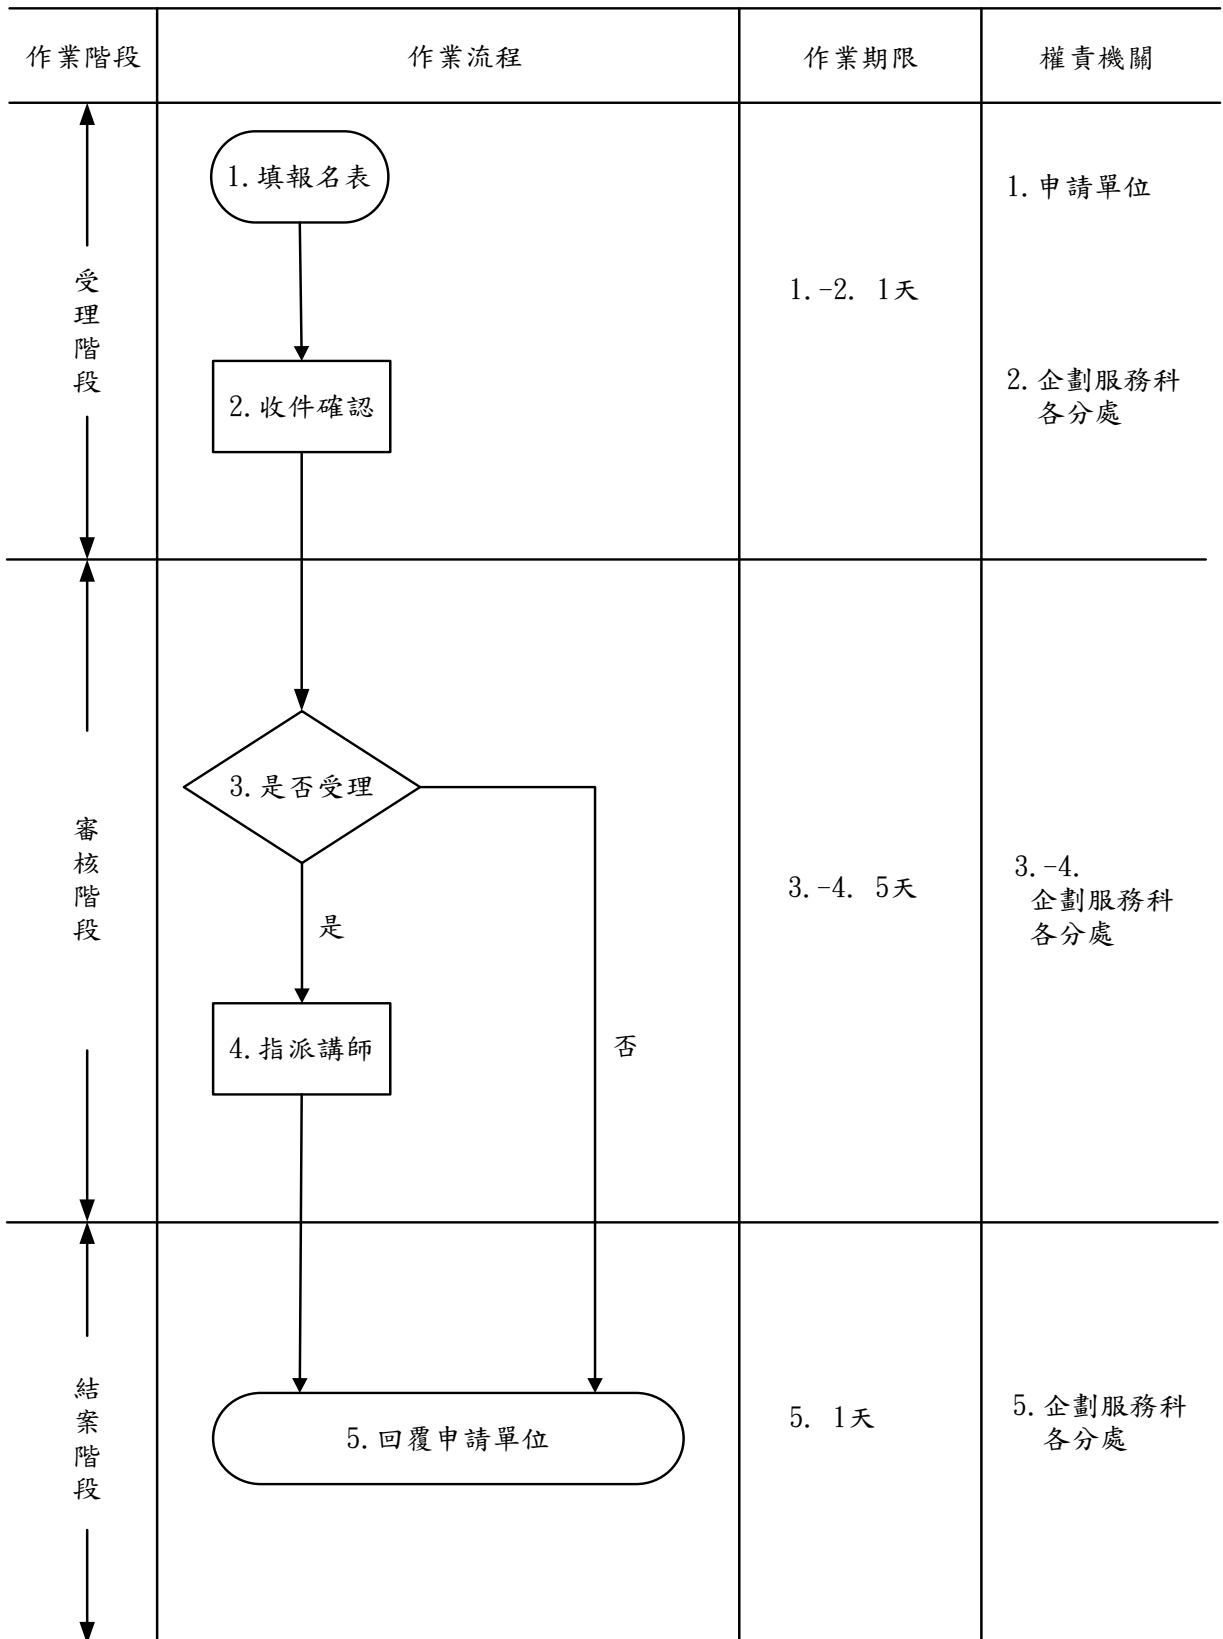 作業階段
作業流程
作業期限
權責機關
受理階段
1.填報名表
2.收件確認
1.-2. 1天
1.申請單位
2.企劃服務科
各分處
審核階段
3.是否受理
是
4.指派講師
否
3.-4. 5天
3.-4.
企劃服務科
各分處
結案階段
5.回覆申請單位
5. 1天
5.企劃服務科
各分處